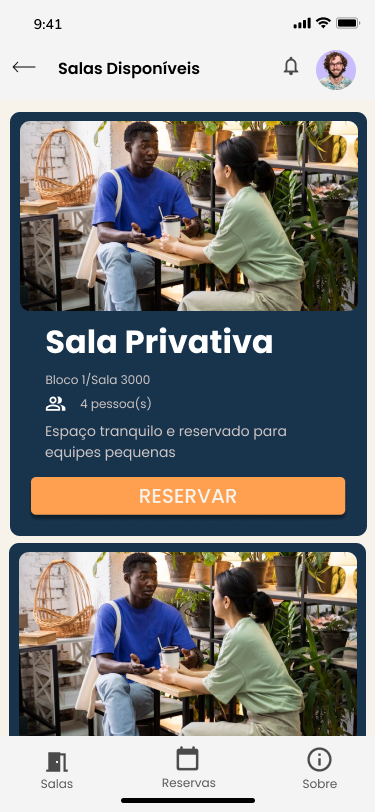 9:41
Salas Disponíveis
Sala Privativa
Bloco 1/Sala 3000
4 pessoa(s)
Espaço tranquilo e reservado para
equipes pequenas
RESERVAR
Salas
Reservas
Sobre